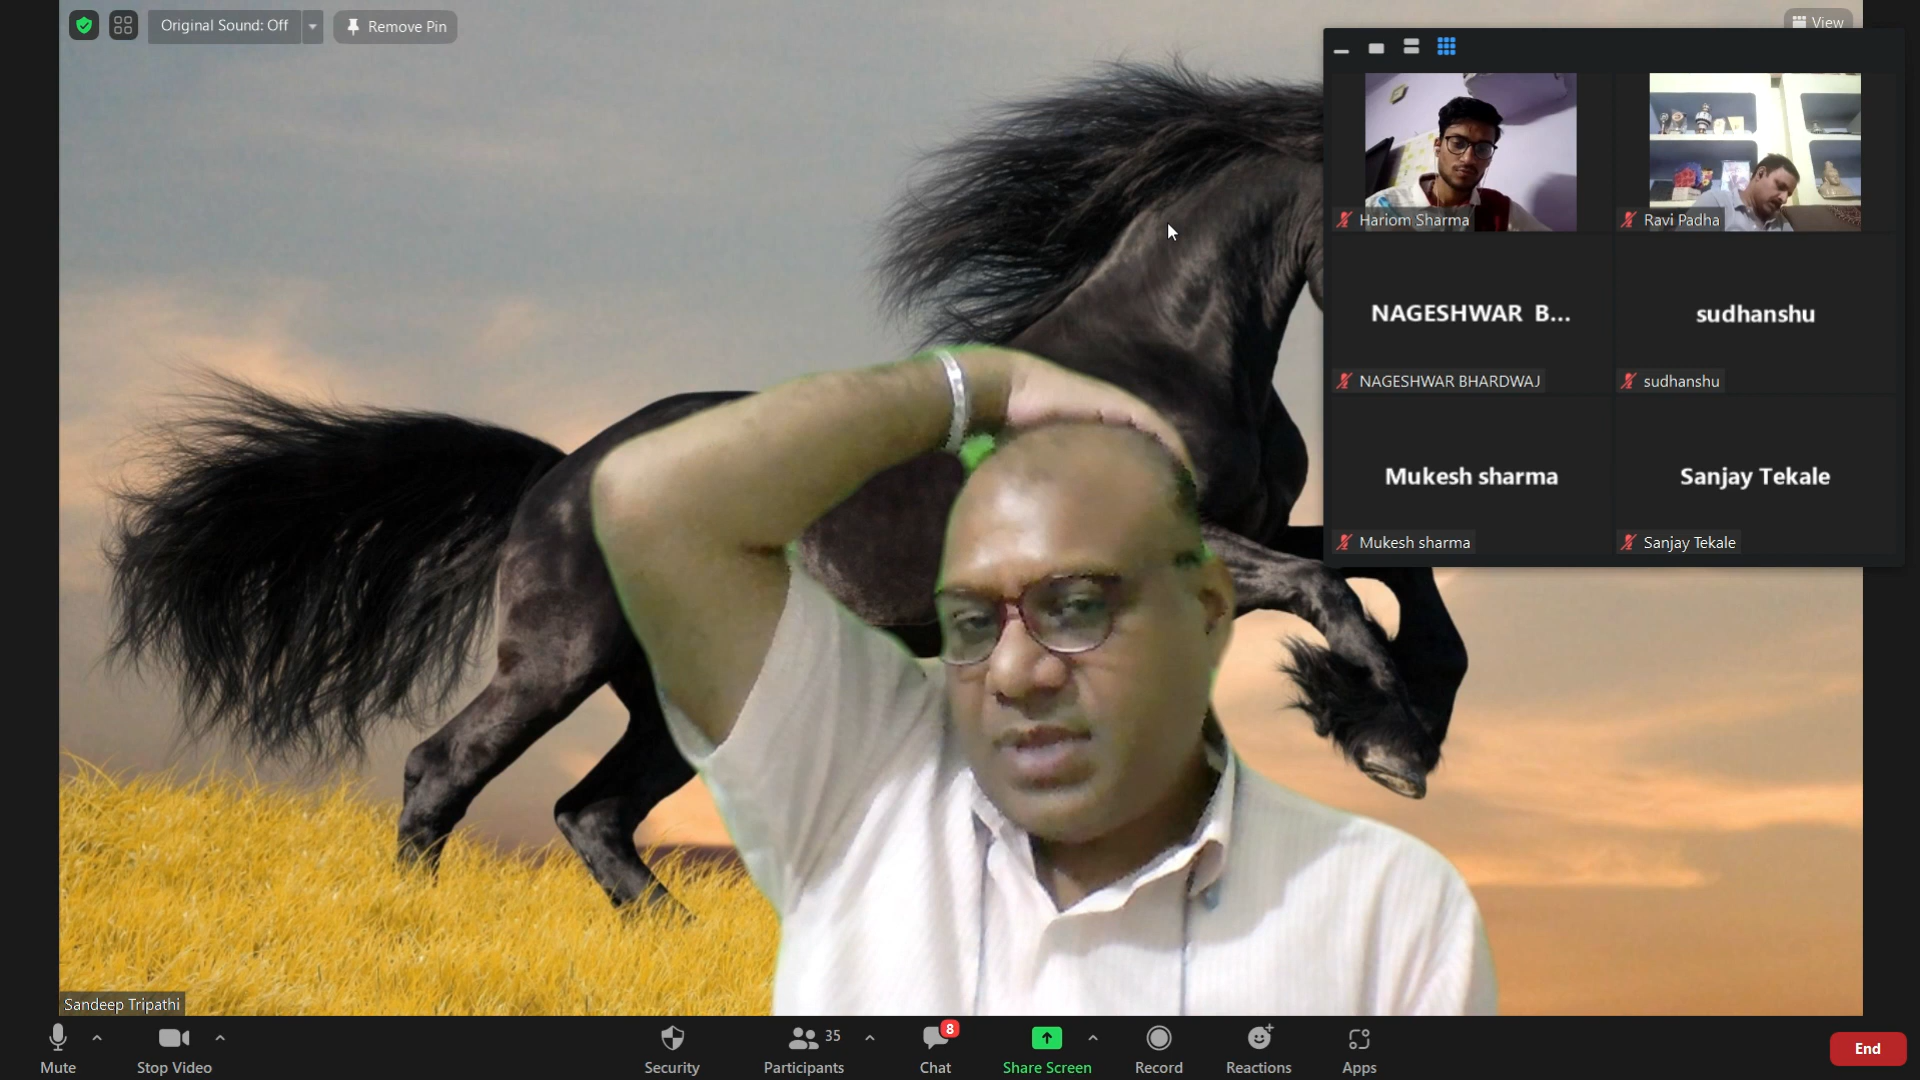 Original Sound: Off
Remove Pin
View
Hariom Sharma
Ravi Padha
NAGESHWAR B...
sudhanshu
NAGESHWAR BHARDWAJ
sudhanshu
Mukesh sharma
Sanjay Tekale
Mukesh sharma
Sanjay Tekale
Sandeep Tripathi
35
8
Mute
Stop Video
Security
Participants
Chat
Share Screen
Record
Reactions
Apps
End